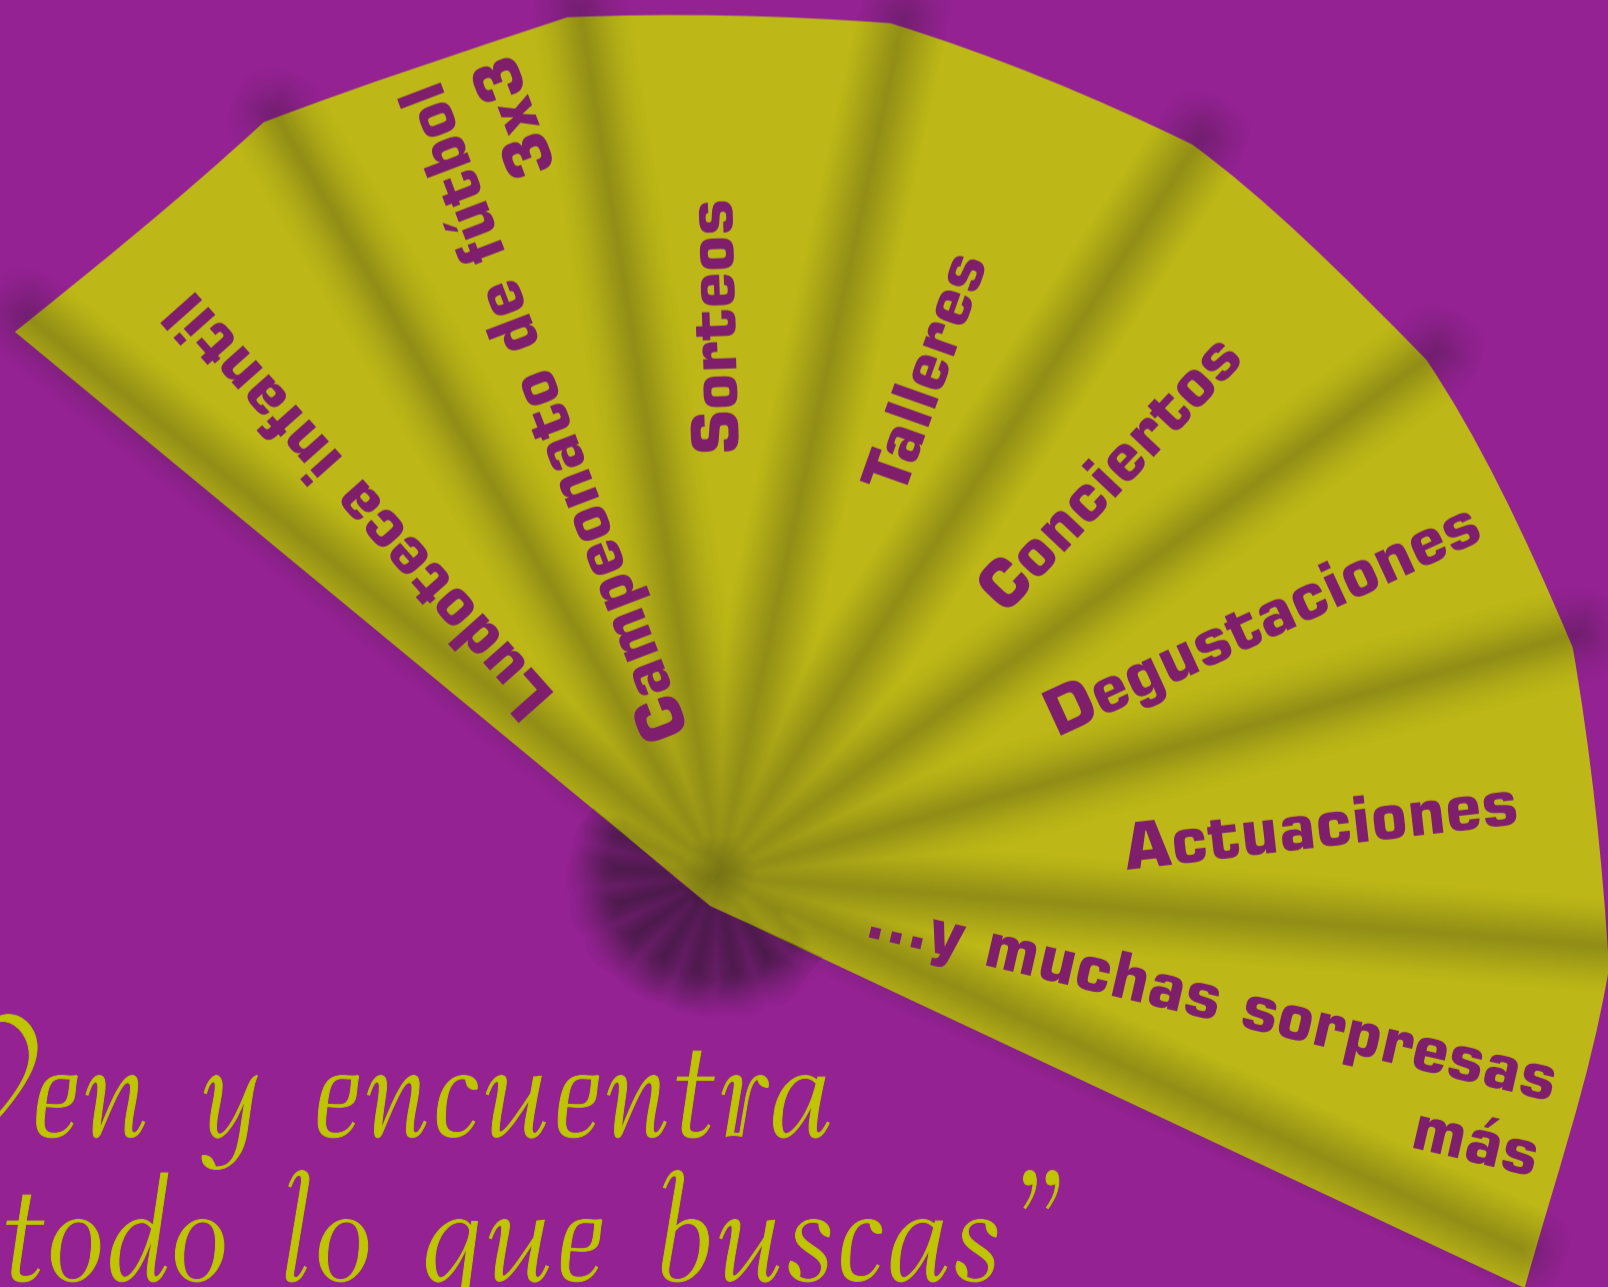 Ludoteca infantil
Campeonato de fútbol
3x3
Sorteos
Talleres
Conciertos
Degustaciones
Actuaciones
...y muchas sorpresas
más
Ven y encuentra
todo lo que buscas”